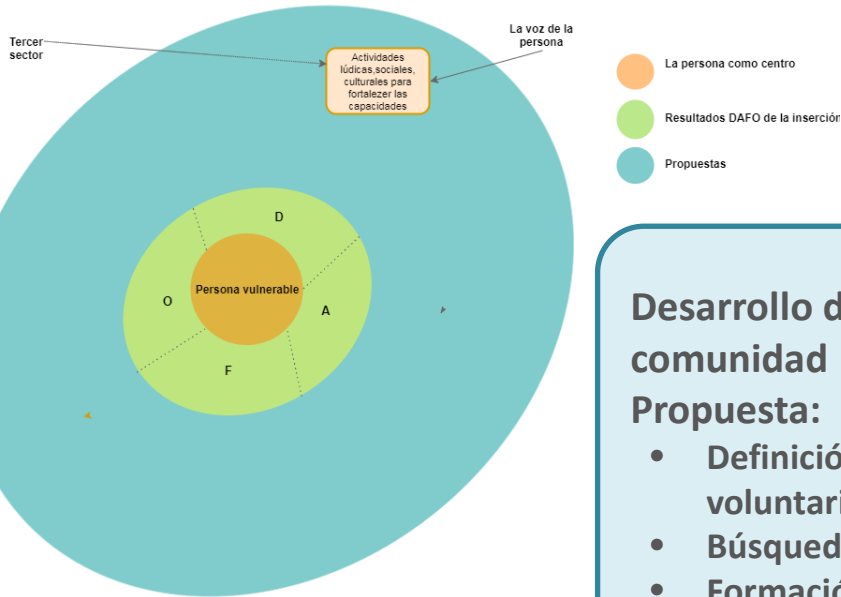 Tercer
sector
La voz de la
persona
Actividades
lúdicas,sociales,
culturales para
fortalezer las
capacidades
La persona como centro
Resultados DAFO de la inserción
Propuestas
D
Persona vulnerable
O
A
F
Desarrollo d
comunidad
Propuesta:
• Definició
voluntari
• Búsqued
• Formació